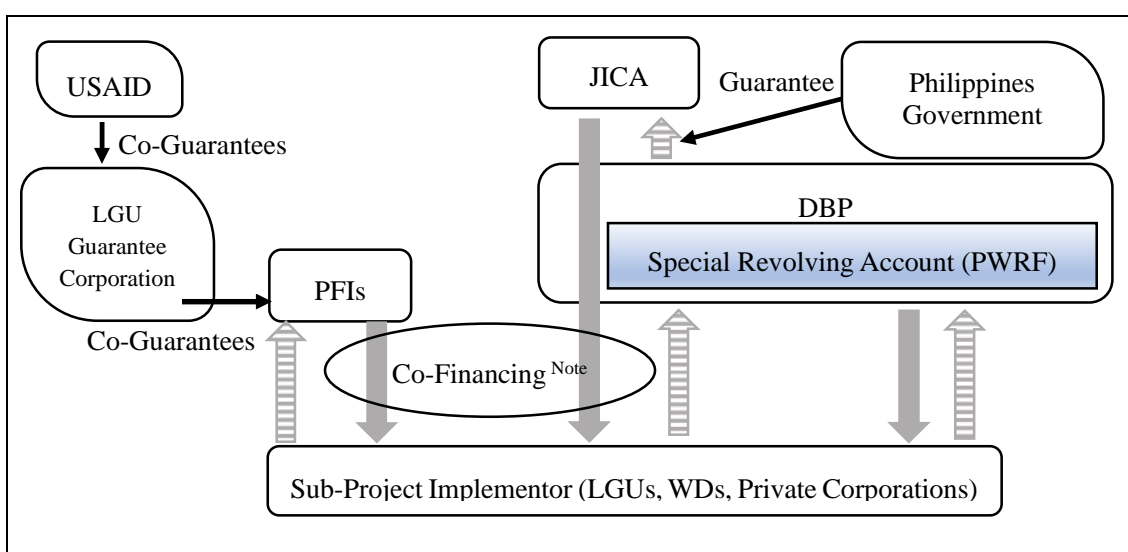 USAID
JICA
Guarantee
Philippines
Government
Co-Guarantees
LGU
Guarantee
Corporation
DBP
Special Revolving Account (PWRF)
PFIs
Co-Guarantees
Co-Financing Note
Sub-Project Implementor (LGUs, WDs, Private Corporations)